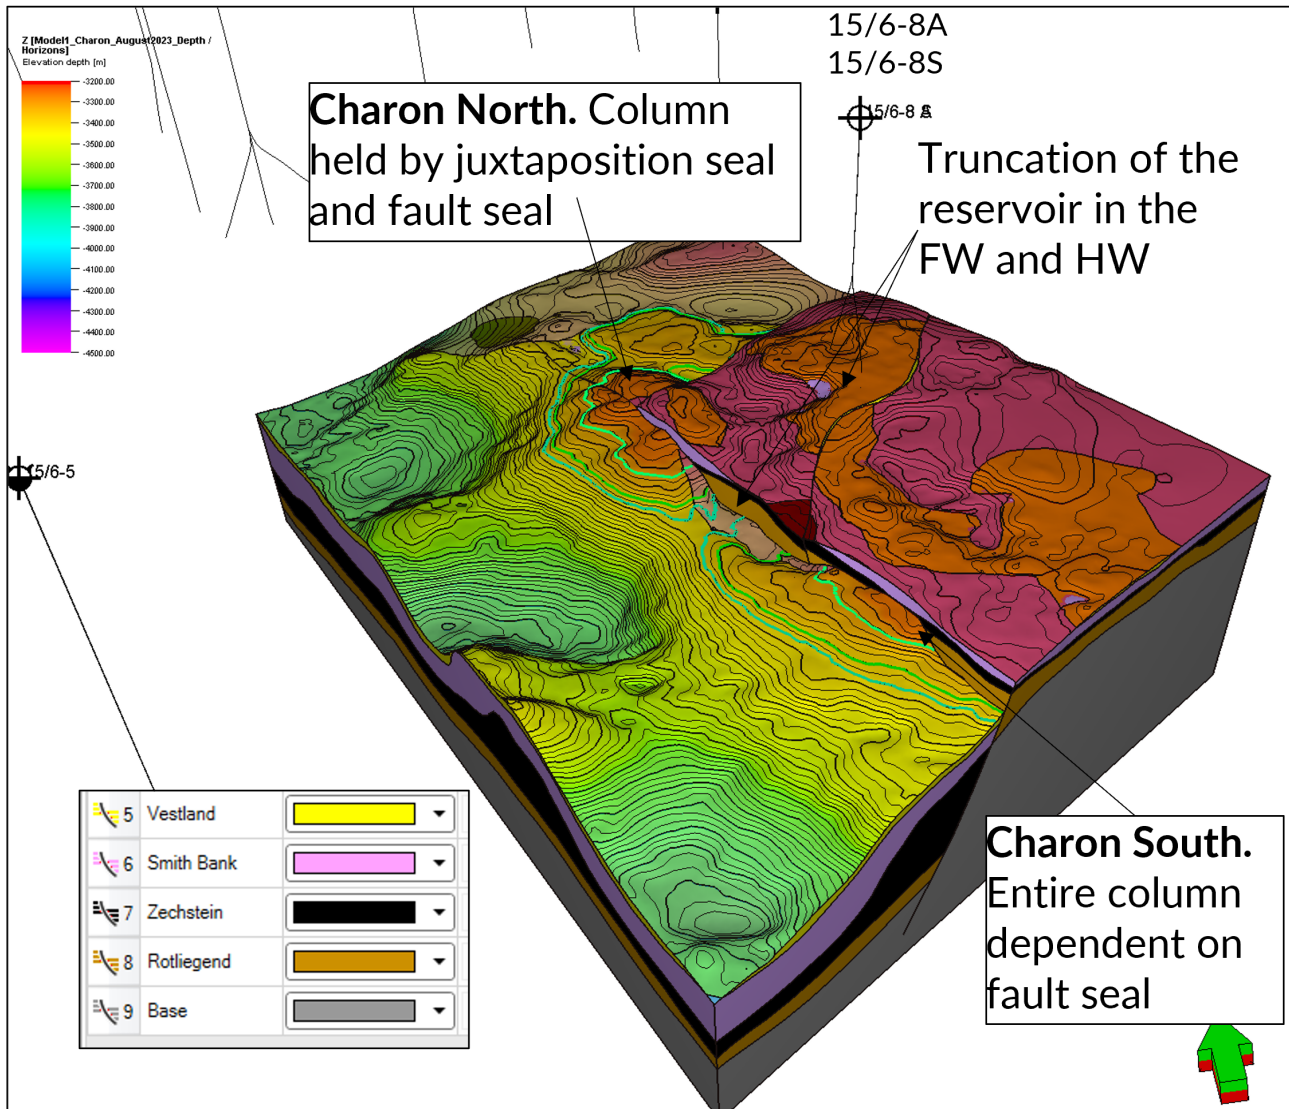 Z [Model1_Charon_August2023_Depth /
Horizons]
Elevation depth [m]
-3200.00
-3300.00
-3400.00
-3500.00
-3600.00
-3700.00
-3900.00
-4000.00
-4100.00
-4200.00
-4300.00
-4400.00
-4500.00
15/6-8A
15/6-8S
15/6-8
Charon North. Column
held by juxtaposition seal
and fault seal
Truncation of the
reservoir in the
FW and HW
15/6-5
5 Vestland
6 Smith Bank
7 Zechstein
8 Rotliegend
9 Base
Charon South.
Entire column
dependent on
fault seal